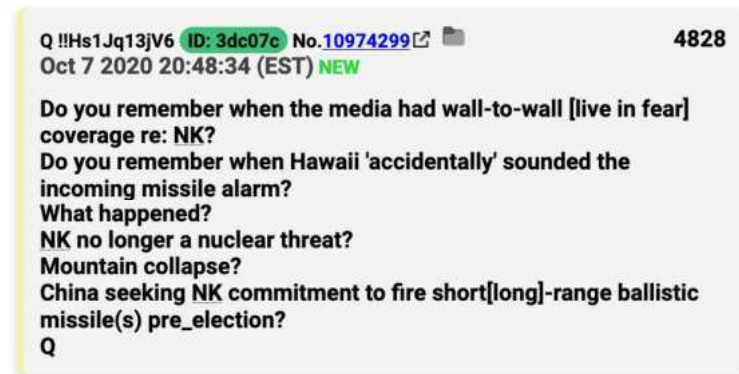 Q !!Hs1Jq13jV6 ID: 3dc07c No.10974299 4828
Oct 7 2020 20:48:34 (EST) NEW
Do you remember when the media had wall-to-wall [live in fear]
coverage re: NK?
Do you remember when Hawaii 'accidentally' sounded the
incoming missile alarm?
What happened?
NK no longer a nuclear threat?
Mountain collapse?
China seeking NK commitment to fire short[long]-range ballistic
missile(s) pre_election?
Q